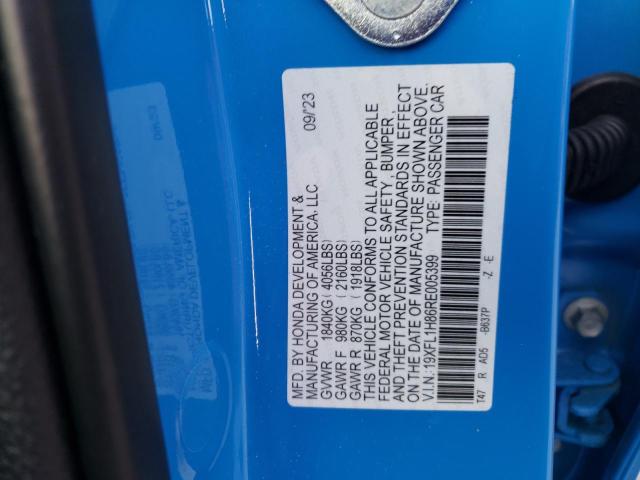 MFD. BY HONDA DEVELOPMENT & 09/'23
MANUFACTURING OF AMERICA, LLC
GVWR 1840KG (4056LBS)
GAWR F 980KG (2160LBS)
GAWR R 870KG (1918LBS)
THIS VEHICLE CONFORMS TO ALL APPLICABLE
FEDERAL MOTOR VEHICLE SAFETY, BUMPER,
AND THEFT PREVENTION STANDARDS IN EFFECT
ON THE DATE OF MANUFACTURE SHOWN ABOVE.
V.I.N.:19XFL1H86RE005399 TYPE: PASSENGER CAR
T47 R A05 -B637P -Z -E